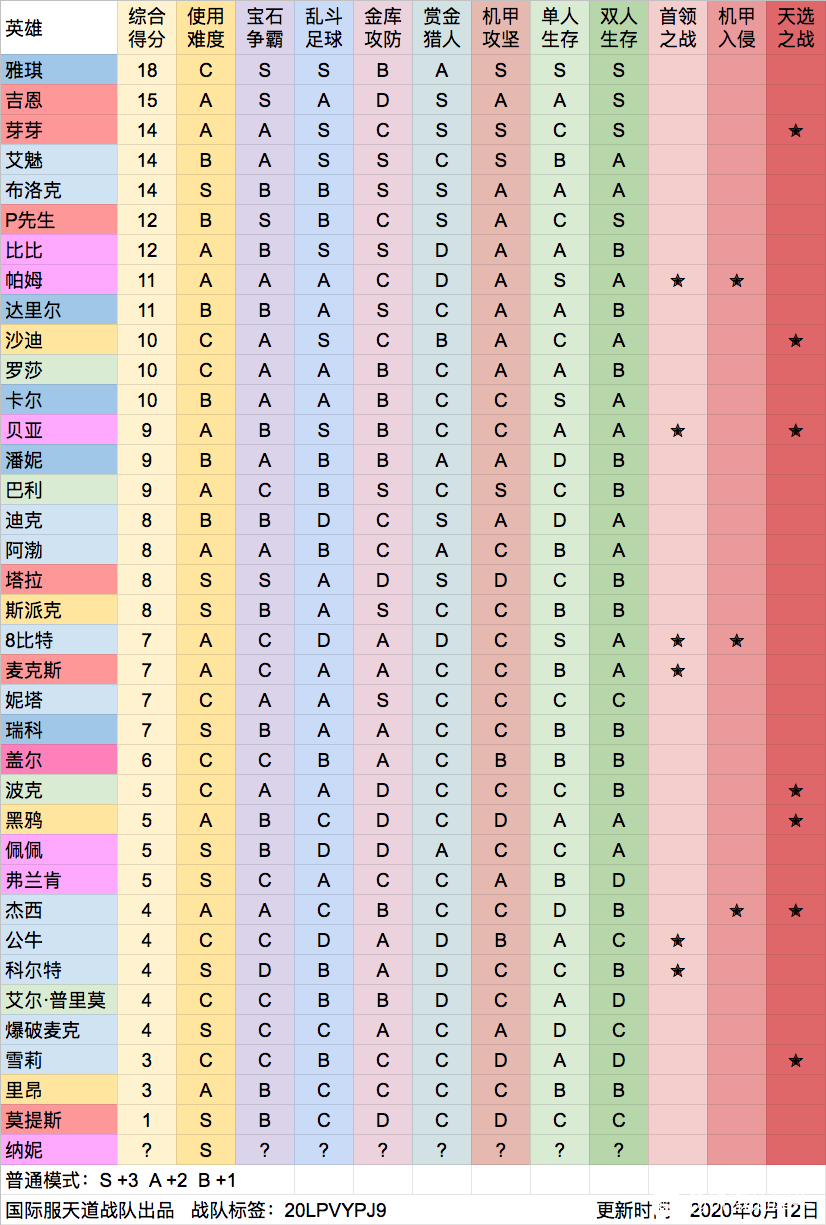 英雄 综合得分 使用难度 宝石争霸 乱斗足球 金库攻防 赏金猎人 机甲攻坚 单人生存 双人生存 首领之战 机甲入侵 天选之战
雅琪 18 C S S B A S S S
吉恩 15 A S A D S A A S
芽芽 14 A A S C S S C S ★
艾魅 14 B A S S C S B A
布洛克 14 S B B S S A A A
P先生 12 B S B C S A C S
比比 12 A B S S D A A B
帕姆 11 A A A C D A S A ★ ★
达里尔 11 B B A S C A A B
沙迪 10 C A S C B A C A ★
罗莎 10 C A A B C A A B
卡尔 10 B A A B C C S A
贝亚 9 A B S B C C A A ★ ★
潘妮 9 B A B B A A D B
巴利 9 A C B S C S C B
迪克 8 B B D C S A D A
阿渤 8 A A B C A C B A
塔拉 8 S S A D S D C B
斯派克 8 S B A S C C B B
8比特 7 A C D A D C S A ★ ★
麦克斯 7 A C A A C C B A ★
妮塔 7 C A A S C C C C
瑞科 7 S B A A C C B B
盖尔 6 C C B A C B B B
波克 5 C A A D C C C B ★
黑鸦 5 A B C D C D A A ★
佩佩 5 S B D D A C C A
弗兰肯 5 S C A C C A B D
杰西 4 A A C B C C D B ★ ★
公牛 4 C C D A D B A C ★
科尔特 4 S D B A D C C B ★
艾尔·普里莫 4 C C B B D C A D
爆破麦克 4 S C C A C A D C
雪莉 3 C C B C C D A D ★
里昂 3 A B C C C C B B
莫提斯 1 S B C D C D C C
纳妮 ? S ? ? ? ? ? ? ?
普通模式：S +3 A +2 B +1
国际服天道战队出品 战队标签：20LPVYPJ9 更新时间 2020年6月12日